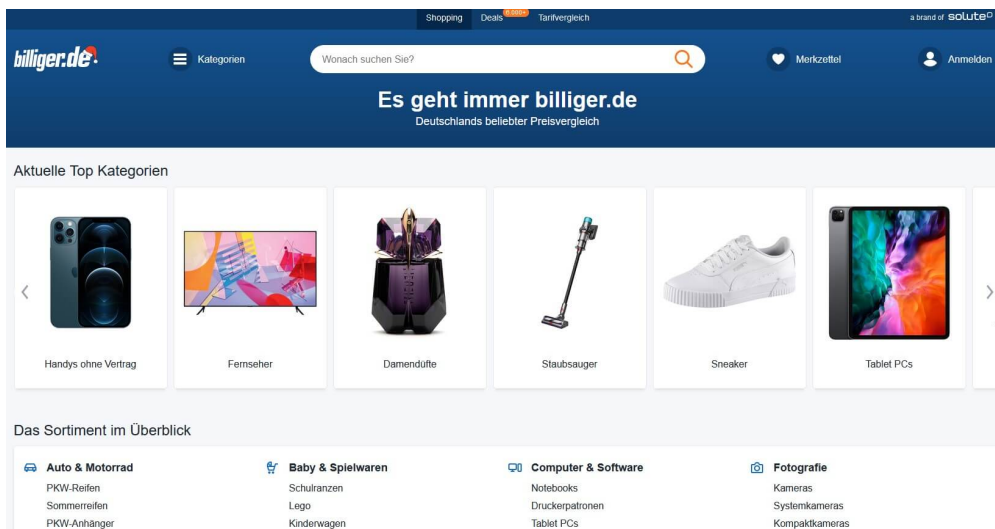 Shopping Deals Tarifvergleich
a brand of solute
billiger.de
Kategorien
Wonach suchen Sie?
Merkzettel
Anmelden
Es geht immer billiger.de
Deutschlands beliebter Preisvergleich
Aktuelle Top Kategorien
Handys ohne Vertrag
Fernseher
Damendüfte
Staubsauger
Sneaker
Tablet PCs
Das Sortiment im Überblick
Auto & Motorrad
PKW-Reifen
Sommerreifen
PKW-Anhänger
Baby & Spielwaren
Schulranzen
Lego
Kinderwagen
Computer & Software
Notebooks
Druckerpatronen
Tablet PCs
Fotografie
Kameras
Systemkameras
Kompaktkameras